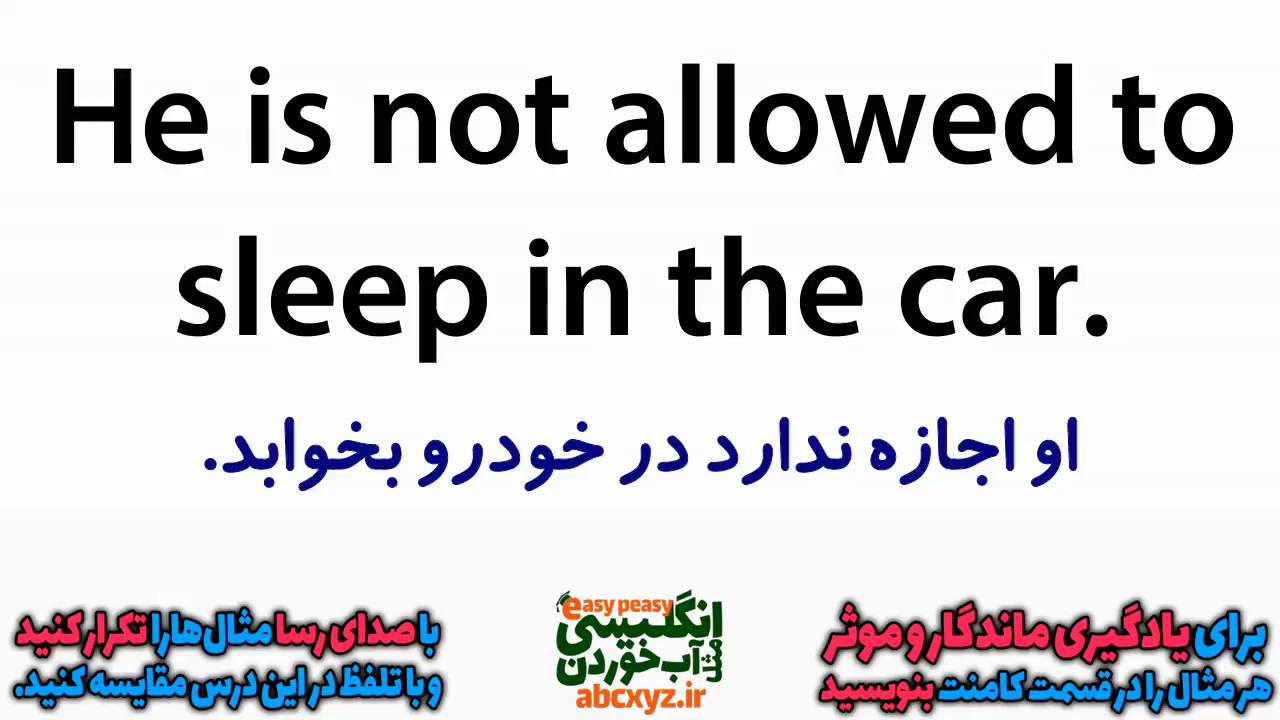 He is not allowed to
sleep in the car.
او اجازه ندارد در خودرو بخوابد.
برای یادگیری ماندگار و موثر
هر مثال را در قسمت کامنت بنویسید
easy peasy
انگلیسی
مثل آب خوردن
abcxyz.ir
با صدای رسا مثال‌ها را تکرار کنید
و با تلفظ در این درس مقایسه کنید.